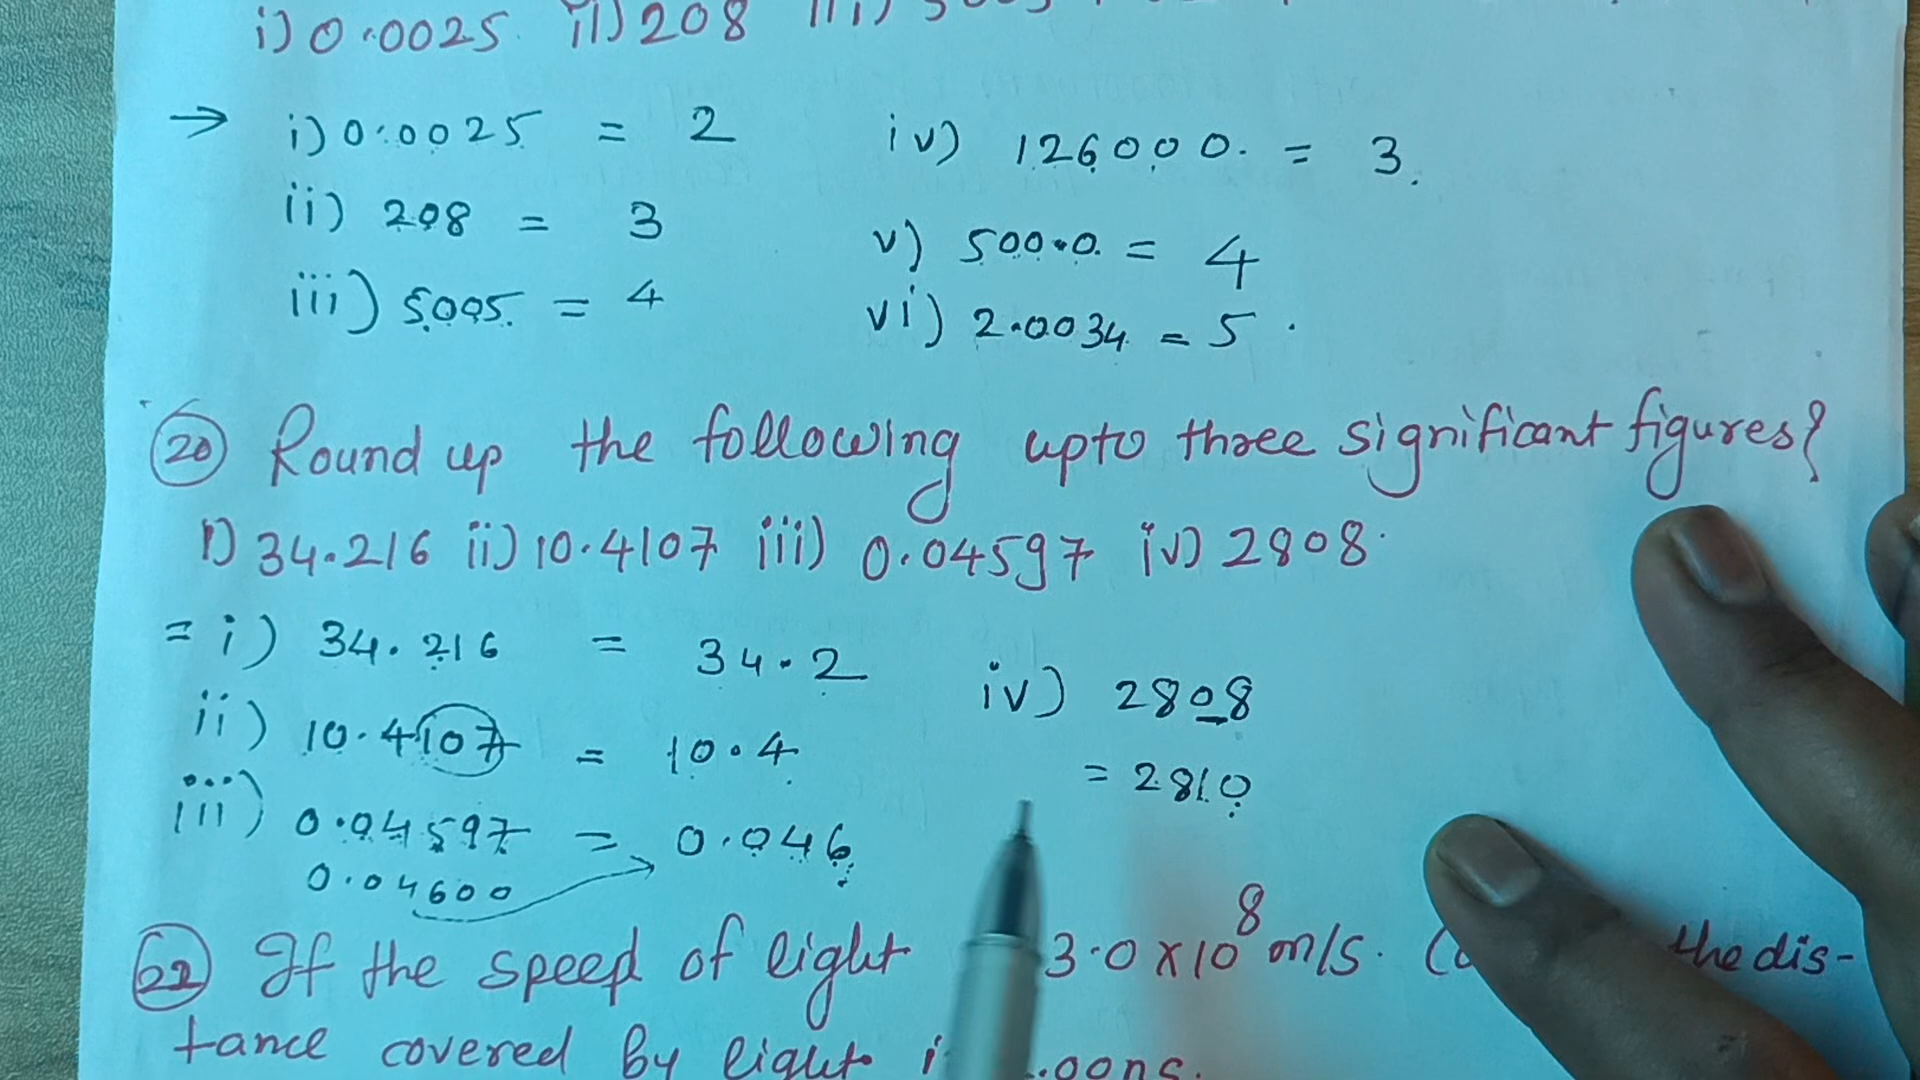 i) 0.0025 ii) 208 iii)
→ i) 0.0025 = 2
ii) 208 = 3
iii) 5005 = 4
iv) 126000. = 3.
v) 500.0 = 4
vi) 2.0034 = 5.
20 Round up the following upto three significant figures?
i) 34.216 ii) 10.4107 iii) 0.04597 iv) 2808.
= i) 34.216 = 34.2
ii) 10.4107 = 10.4
iii) 0.04597 = 0.046
0.04600
iv) 2808
= 2810
If the speed of light 3.0 x 10^8 m/s. the dis-
tance covered by light